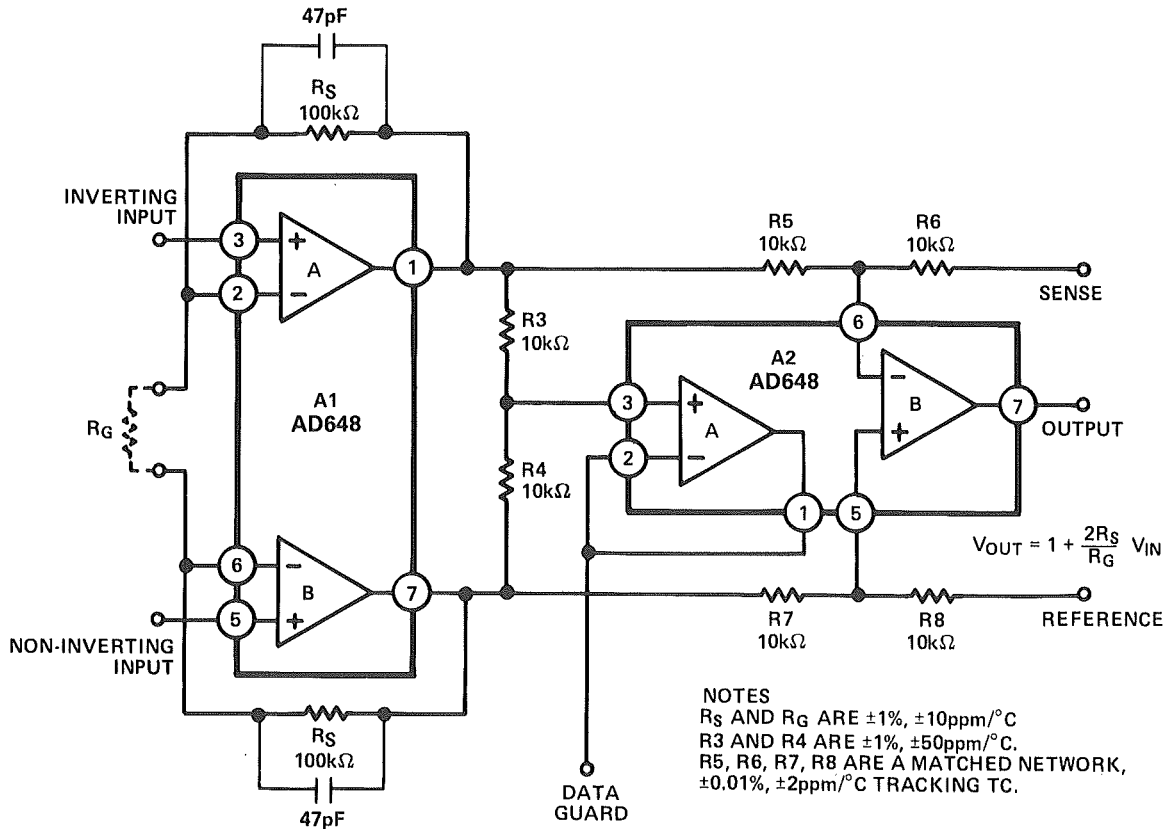 47pF
RS
100kΩ
INVERTING
INPUT
3
+
A
1
2
−
R5
10kΩ
R6
10kΩ
SENSE
6
R3
10kΩ
A2
AD648
A1
AD648
RG
3
+
A
2
−
−
B
+
7
OUTPUT
R4
10kΩ
1
5
VOUT = 1 + 2RS/RG VIN
6
−
B
7
5
+
NON-INVERTING
INPUT
R7
10kΩ
R8
10kΩ
REFERENCE
RS
100kΩ
47pF
DATA
GUARD
NOTES
RS AND RG ARE ±1%, ±10ppm/°C
R3 AND R4 ARE ±1%, ±50ppm/°C.
R5, R6, R7, R8 ARE A MATCHED NETWORK,
±0.01%, ±2ppm/°C TRACKING TC.